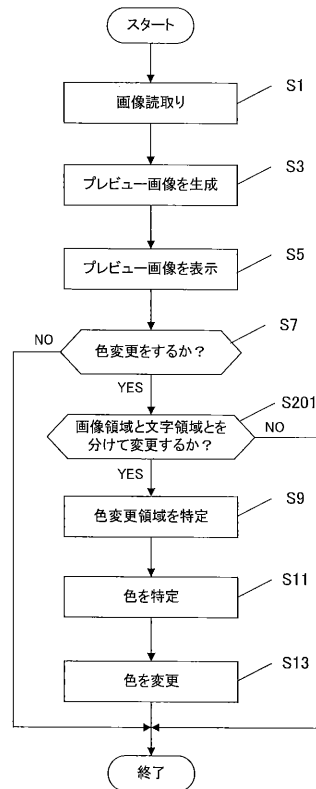 スタート
画像読取り
S1
プレビュー画像を生成
S3
プレビュー画像を表示
S5
色変更をするか？
S7
NO
YES
画像領域と文字領域とを
分けて変更するか？
S201
NO
YES
色変更領域を特定
S9
色を特定
S11
色を変更
S13
終了